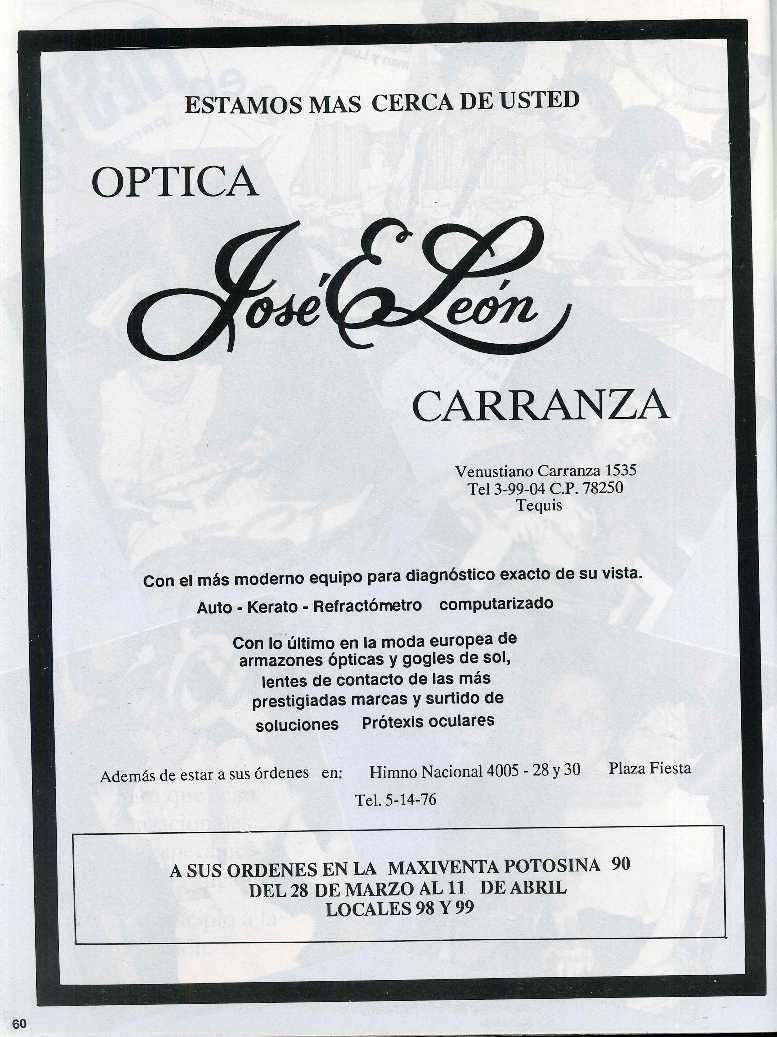 ESTAMOS MAS CERCA DE USTED
OPTICA
José E León
CARRANZA
Venustiano Carranza 1535
Tel 3-99-04 C.P. 78250
Tequis
Con el más moderno equipo para diagnóstico exacto de su vista.
Auto - Kerato - Refractómetro computarizado
Con lo último en la moda europea de
armazones ópticas y gogles de sol,
lentes de contacto de las más
prestigiadas marcas y surtido de
soluciones Prótexis oculares
Además de estar a sus órdenes en: Himno Nacional 4005 - 28 y 30 Plaza Fiesta
Tel. 5-14-76
A SUS ORDENES EN LA MAXIVENTA POTOSINA 90
DEL 28 DE MARZO AL 11 DE ABRIL
LOCALES 98 Y 99
60